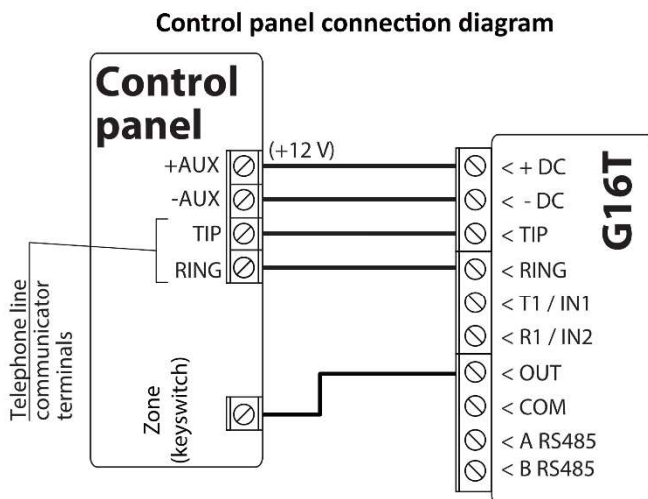 Control panel connection diagram
Control
panel
+AUX
(+12 V)
-AUX
TIP
RING
Telephone line
communicator
terminals
Zone
(keyswitch)
G16T
< + DC
< - DC
< TIP
< RING
< T1 / IN1
< R1 / IN2
< OUT
< COM
< A RS485
< B RS485